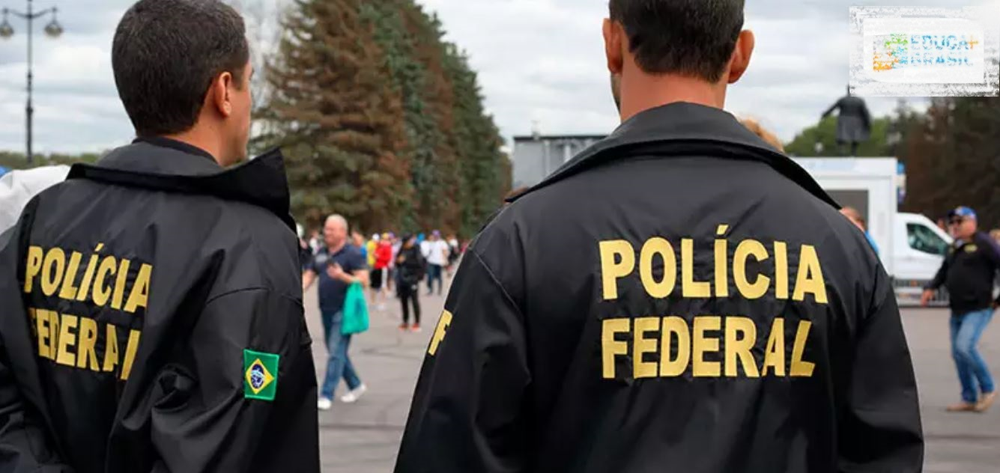 EDUCA+
BRASIL
POLÍCIA
FEDERAL
F
POLÍCIA
FEDERAL